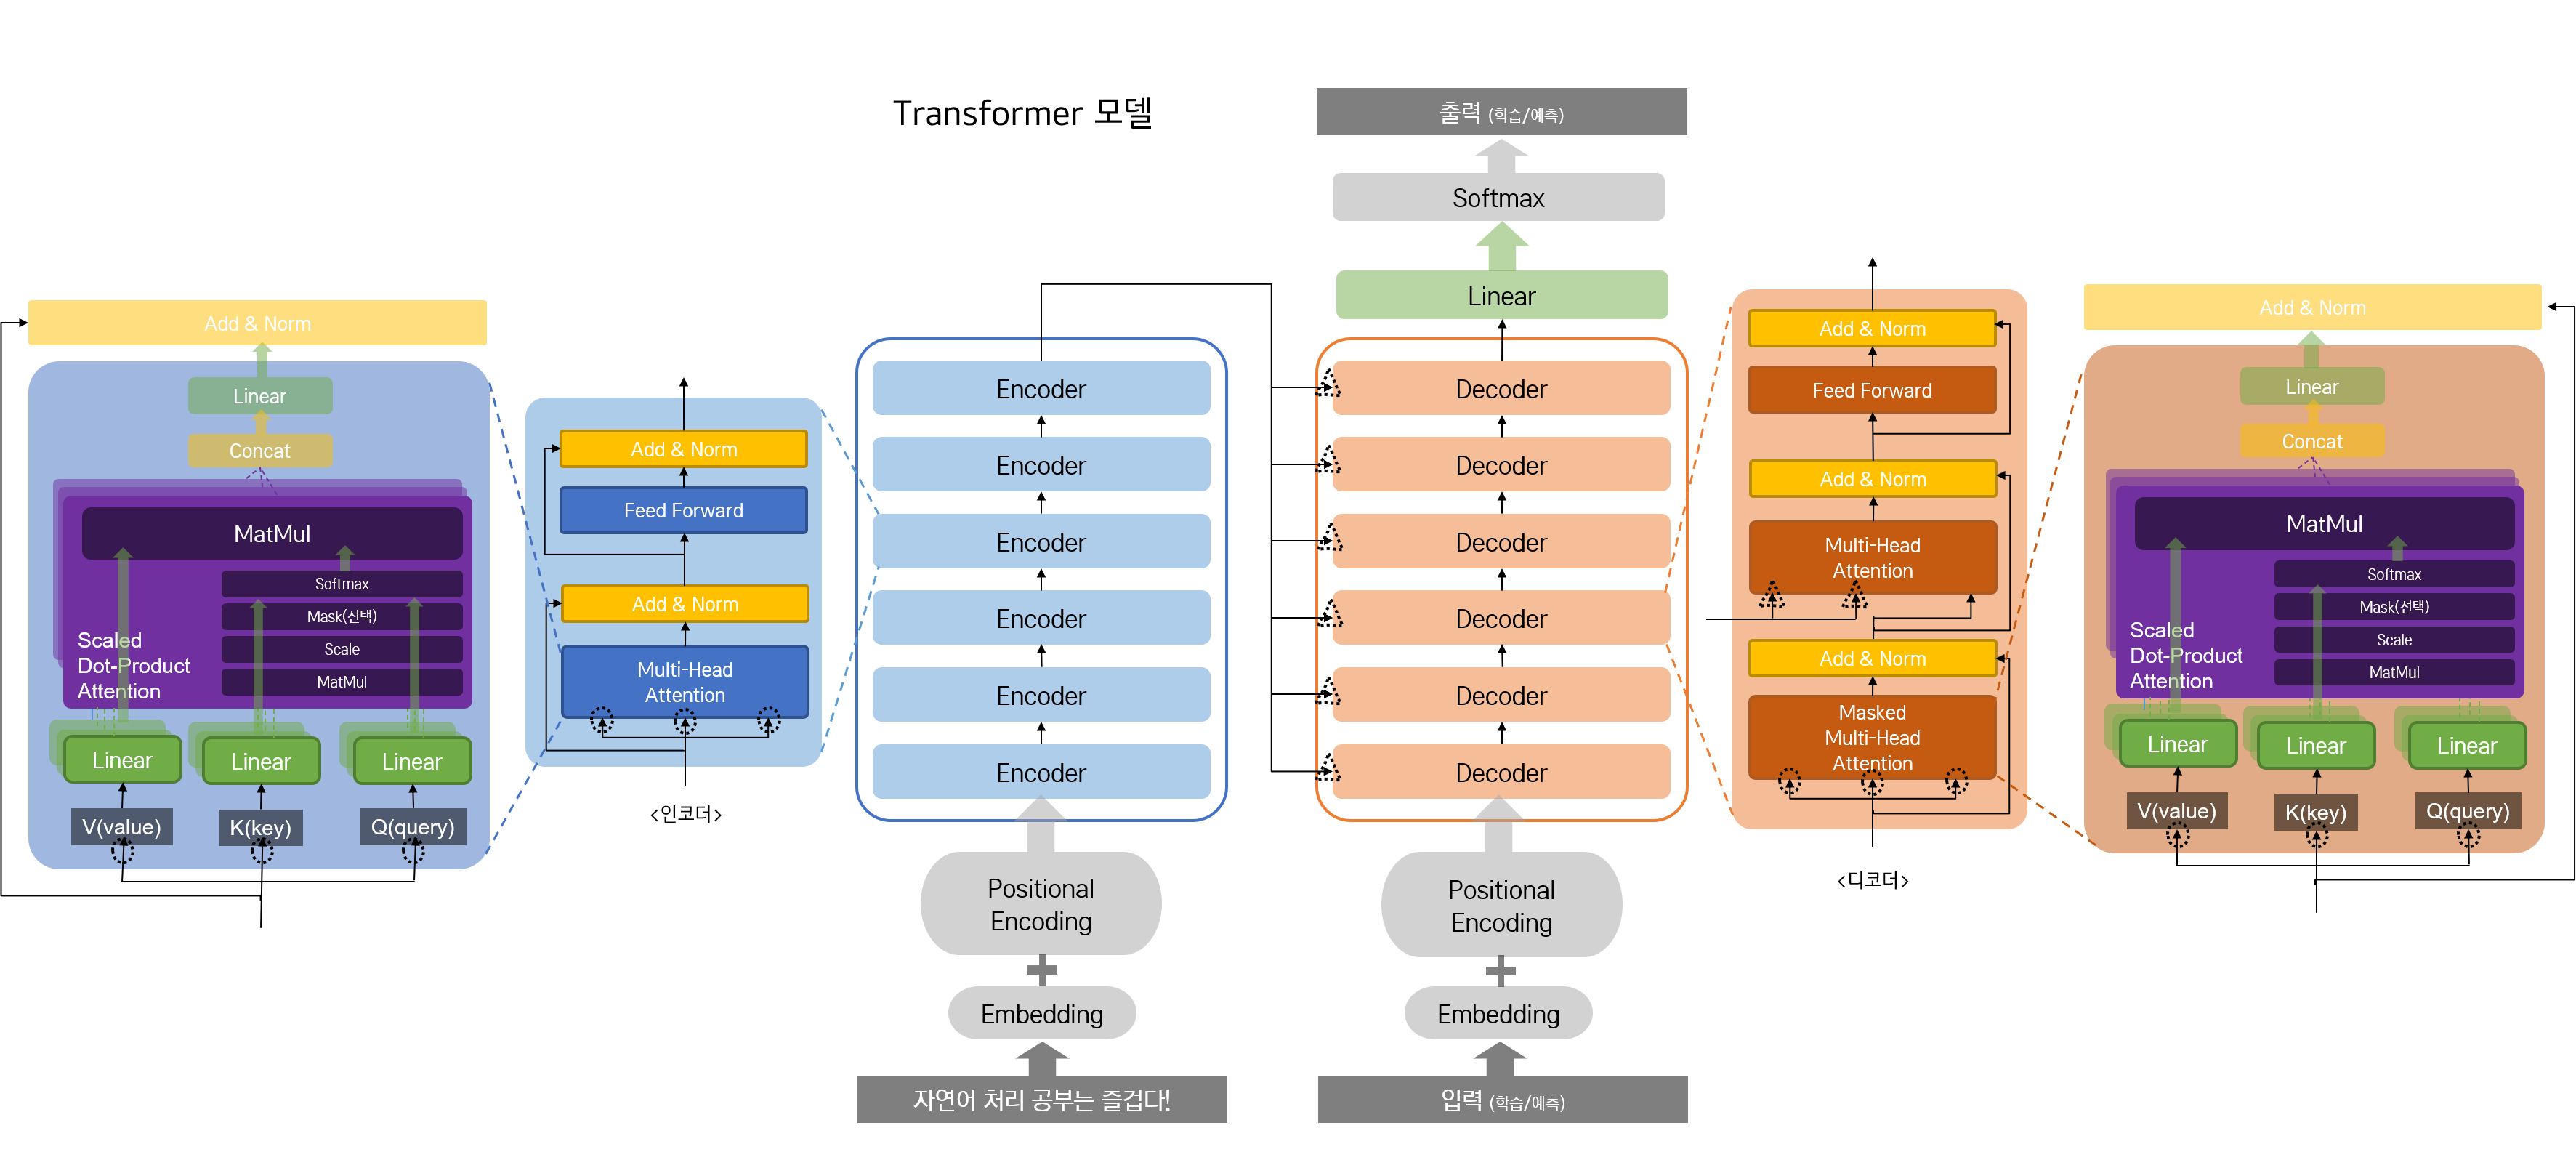 Transformer 모델
출력 (학습/예측)
Softmax
Linear
Add & Norm
Linear
Concat
MatMul
Softmax
Mask(선택)
Scale
MatMul
Scaled
Dot-Product
Attention
Linear
Linear
Linear
V(value)
K(key)
Q(query)
Add & Norm
Feed Forward
Add & Norm
Multi-Head
Attention
<인코더>
Encoder
Encoder
Encoder
Encoder
Encoder
Encoder
Positional
Encoding
Embedding
자연어 처리 공부는 즐겁다!
Decoder
Decoder
Decoder
Decoder
Decoder
Decoder
Positional
Encoding
Embedding
입력 (학습/예측)
Add & Norm
Feed Forward
Add & Norm
Multi-Head
Attention
Add & Norm
Masked
Multi-Head
Attention
<디코더>
Add & Norm
Linear
Concat
MatMul
Softmax
Mask(선택)
Scale
MatMul
Scaled
Dot-Product
Attention
Linear
Linear
Linear
V(value)
K(key)
Q(query)